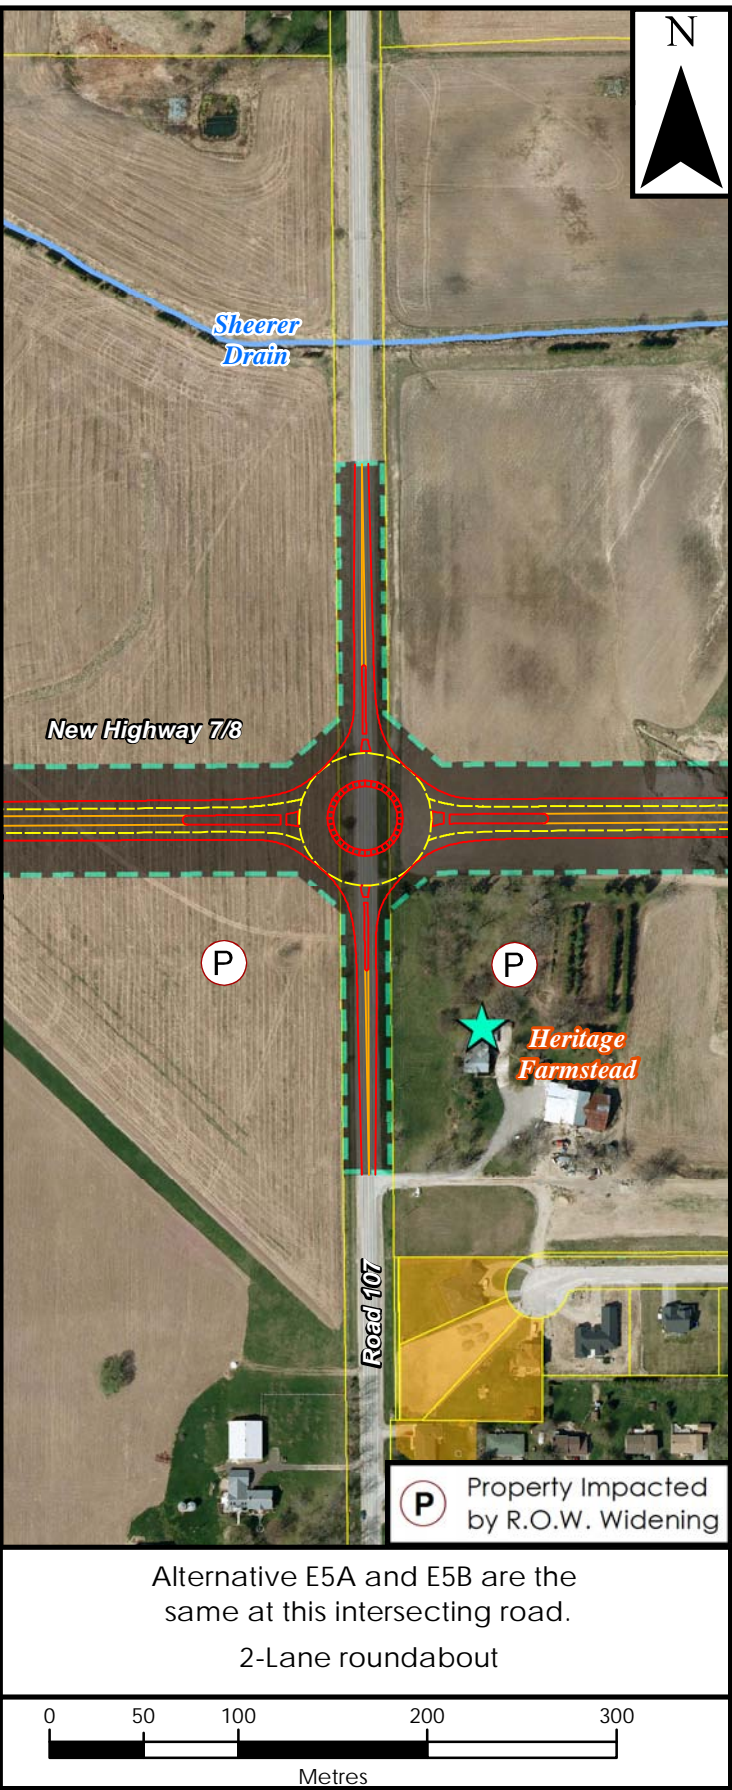 N
Sheerer
Drain
New Highway 7/8
P
P
Heritage
Farmstead
Road 107
P
Property Impacted
by R.O.W. Widening
Alternative E5A and E5B are the
same at this intersecting road.
2-Lane roundabout
0 50 100 200 300
Metres